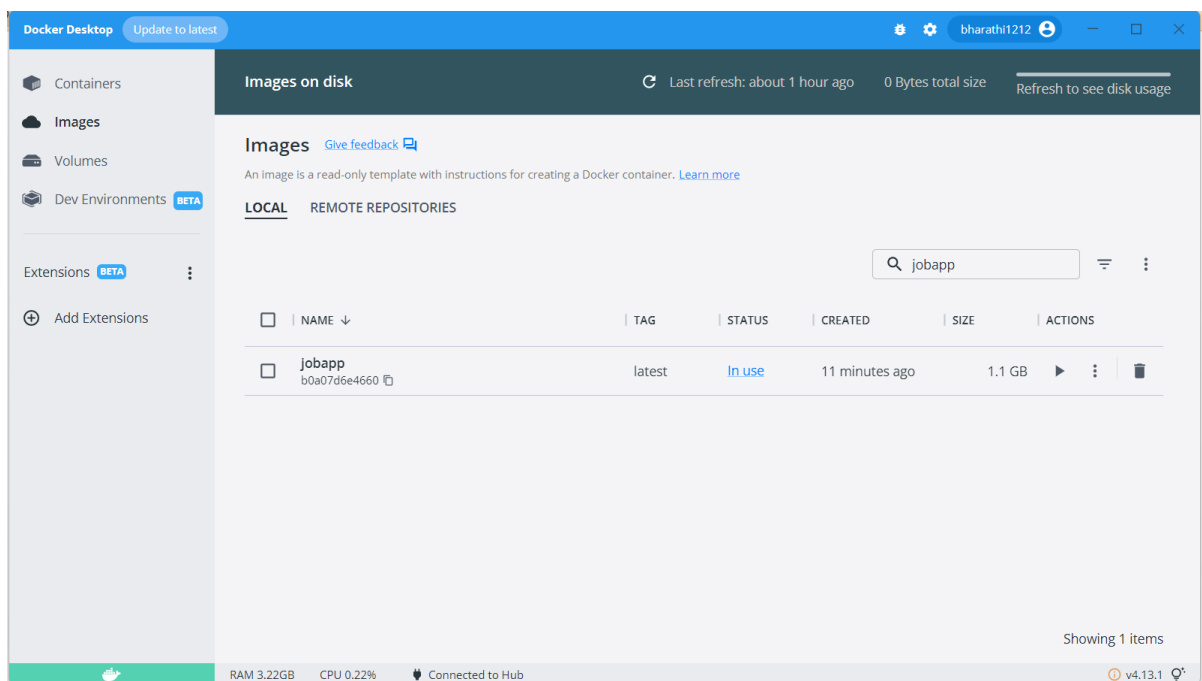 Docker Desktop Update to latest bharathi1212
Containers
Images
Volumes
Dev Environments BETA
Extensions BETA
Add Extensions
Images on disk Last refresh: about 1 hour ago 0 Bytes total size Refresh to see disk usage
Images Give feedback
An image is a read-only template with instructions for creating a Docker container. Learn more
LOCAL REMOTE REPOSITORIES
jobapp
NAME TAG STATUS CREATED SIZE ACTIONS
jobapp latest In use 11 minutes ago 1.1 GB
b0a07d6e4660
Showing 1 items
RAM 3.22GB CPU 0.22% Connected to Hub v4.13.1